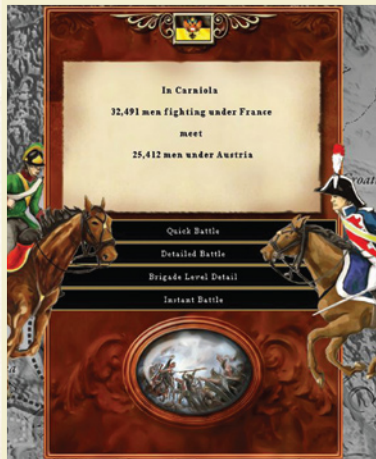 In Carniola
32,491 men fighting under France
meet
25,412 men under Austria
Quick Battle
Detailed Battle
Brigade Level Detail
Instant Battle